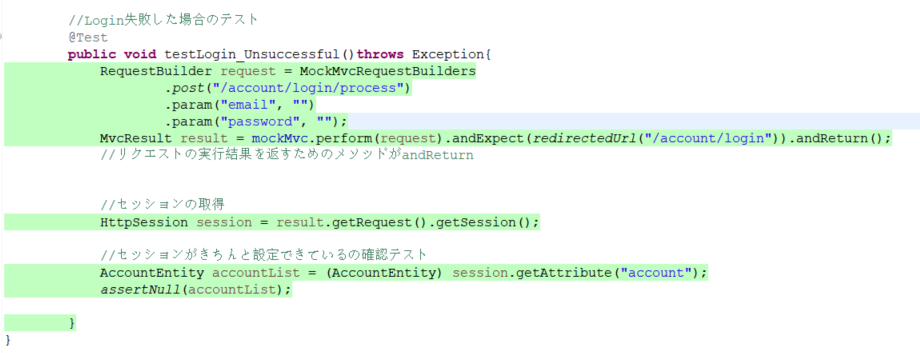 //Login失敗した場合のテスト
@Test
public void testLogin_Unsuccessful()throws Exception{
RequestBuilder request = MockMvcRequestBuilders
.post("/account/login/process")
.param("email", "")
.param("password", "");
MvcResult result = mockMvc.perform(request).andExpect(redirectedUrl("/account/login")).andReturn();
//リクエストの実行結果を返すためのメソッドがandReturn
//セッションの取得
HttpSession session = result.getRequest().getSession();
//セッションがきちんと設定できているの確認テスト
AccountEntity accountList = (AccountEntity) session.getAttribute("account");
assertNull(accountList);
}
}